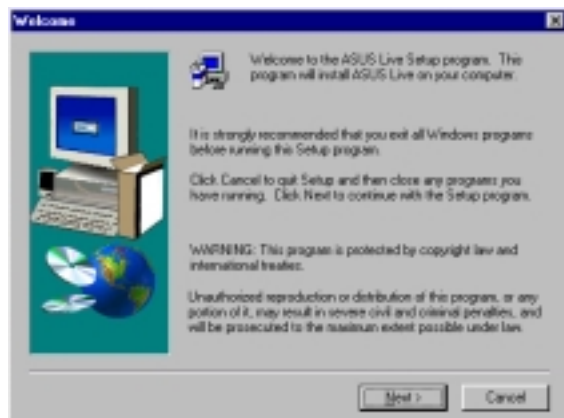 Welcome
Welcome to the ASUS Live Setup program. This
program will install ASUS Live on your computer.
It is strongly recommended that you exit all Windows programs
before running this Setup program.
Click Cancel to quit Setup and then close any programs you
have running. Click Next to continue with the Setup program.
WARNING: This program is protected by copyright law and
international treaties.
Unauthorized reproduction or distribution of this program, or any
portion of it, may result in severe civil and criminal penalties, and
will be prosecuted to the maximum extent possible under law.
Next >
Cancel